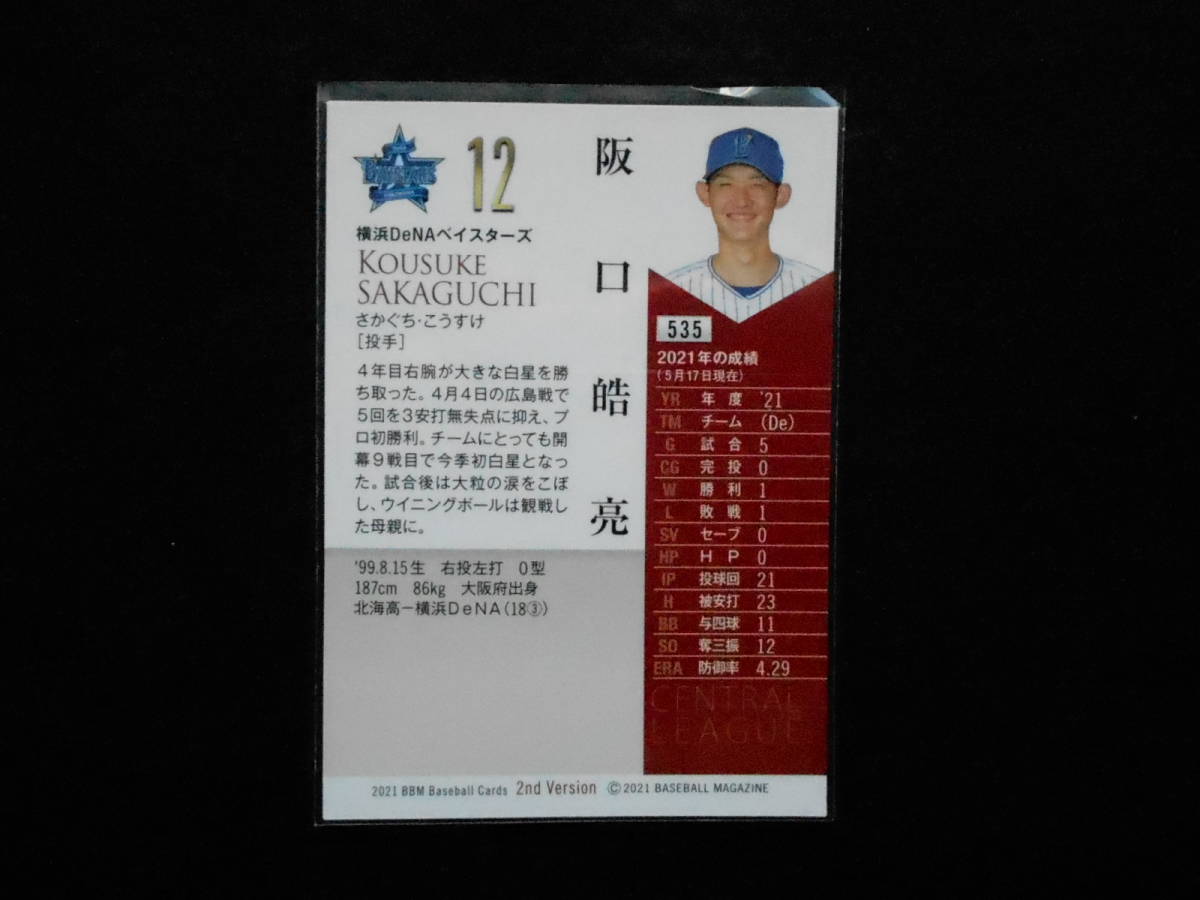 12
横浜DeNAベイスターズ
KOUSUKE
SAKAGUCHI
さかぐち・こうすけ
[投手]
4年目右腕が大きな白星を勝
ち取った。4月4日の広島戦で
5回を3安打無失点に抑え、プ
ロ初勝利。チームにとっても開
幕9戦目で今季初白星となっ
た。試合後は大粒の涙をこぼ
し、ウイニングボールは観戦し
た母親に。
'99.8.15生 右投左打 O型
187cm 86kg 大阪府出身
北海高ー横浜DeNA(18③)
阪口皓亮
535
2021年の成績
(5月17日現在)
YR 年度 '21
TM チーム (De)
G 試合 5
CG 完投 0
W 勝利 1
L 敗戦 1
SV セーブ 0
HP HP 0
IP 投球回 21
H 被安打 23
BB 与四球 11
SO 奪三振 12
ERA 防御率 4.29
CENTRAL
LEAGUE
2021 BBM Baseball Cards 2nd Version ©2021 BASEBALL MAGAZINE